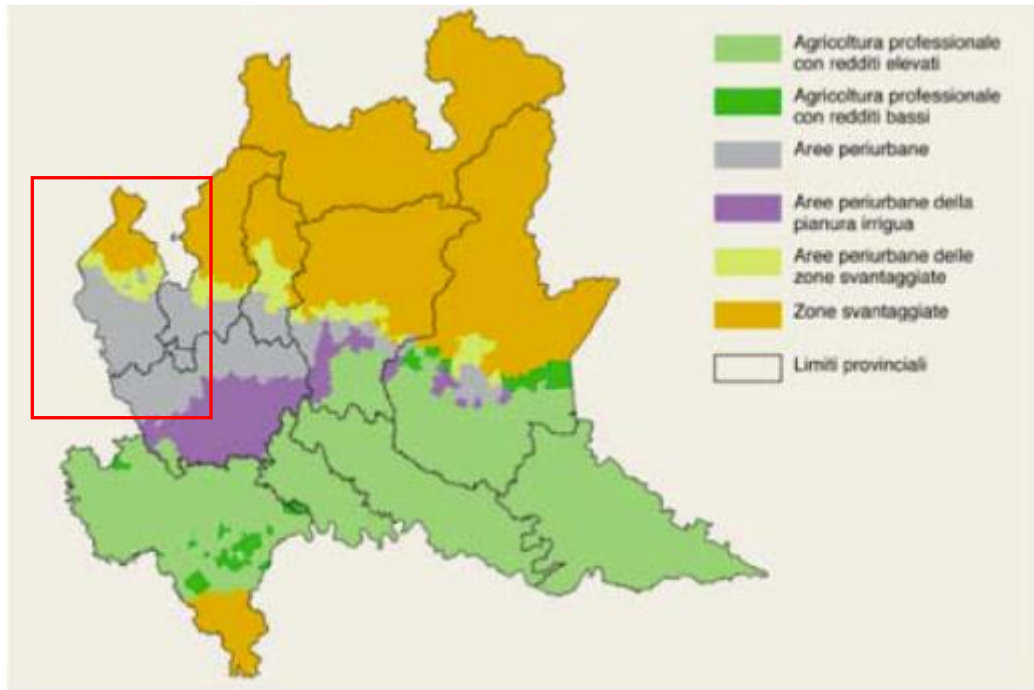 Agricoltura professionale
con redditi elevati
Agricoltura professionale
con redditi bassi
Aree periurbane
Aree periurbane della
pianura irrigua
Aree periurbane delle
zone svantaggiate
Zone svantaggiate
Limiti provinciali